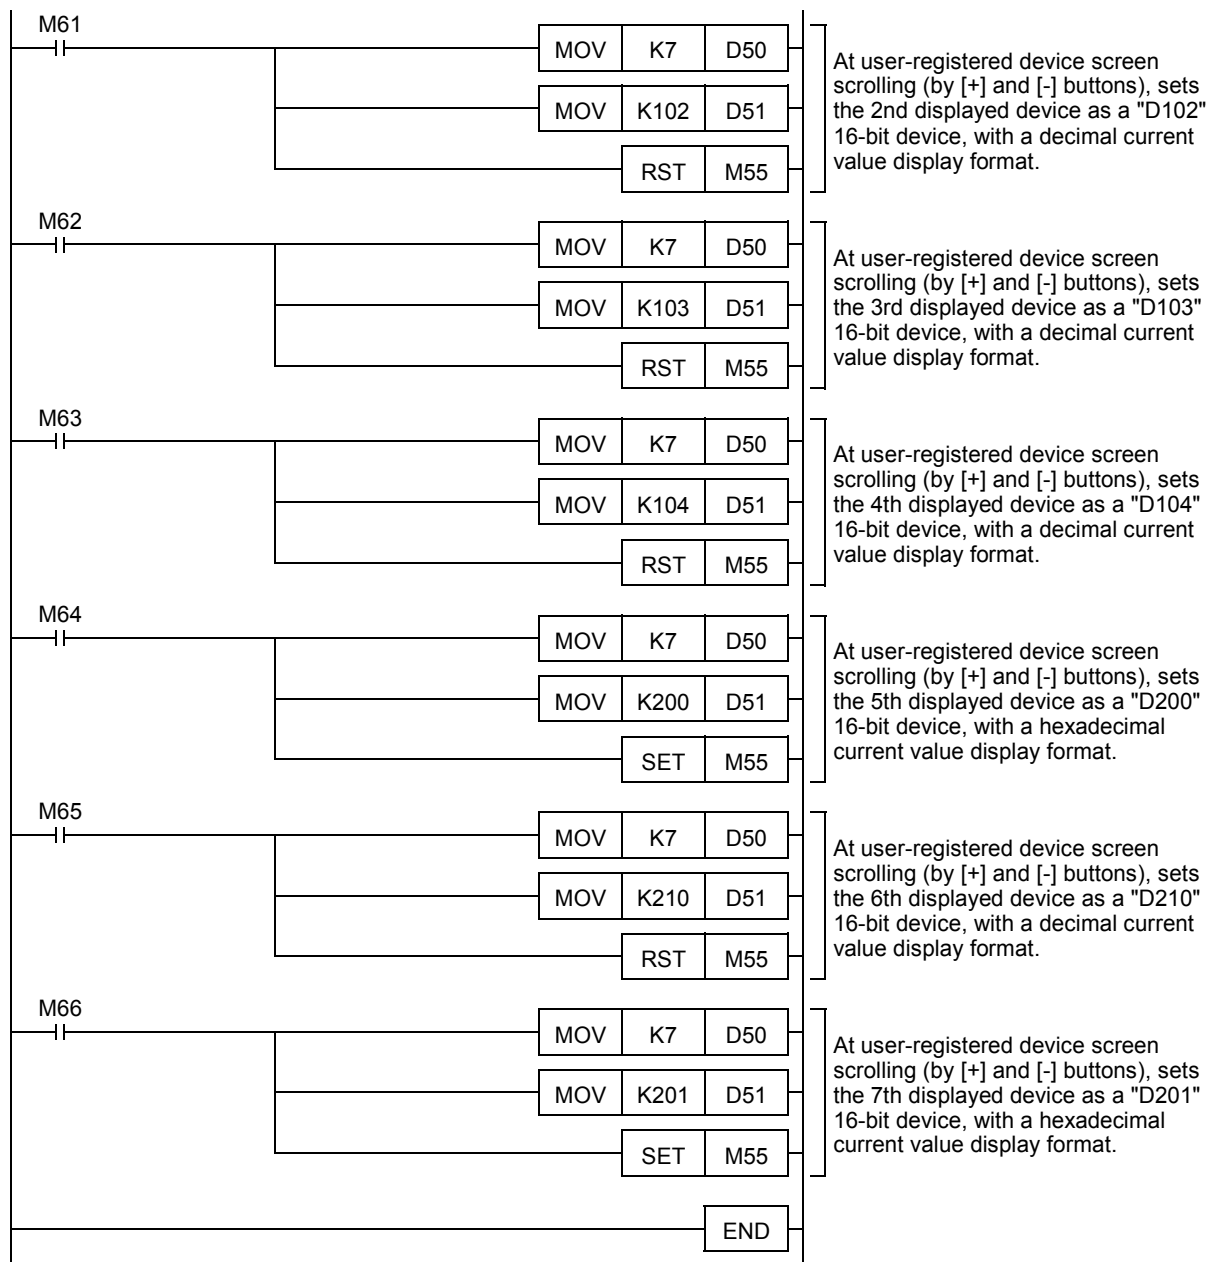 M61
MOV K7 D50
MOV K102 D51
RST M55
At user-registered device screen
scrolling (by [+] and [-] buttons), sets
the 2nd displayed device as a "D102"
16-bit device, with a decimal current
value display format.
M62
MOV K7 D50
MOV K103 D51
RST M55
At user-registered device screen
scrolling (by [+] and [-] buttons), sets
the 3rd displayed device as a "D103"
16-bit device, with a decimal current
value display format.
M63
MOV K7 D50
MOV K104 D51
RST M55
At user-registered device screen
scrolling (by [+] and [-] buttons), sets
the 4th displayed device as a "D104"
16-bit device, with a decimal current
value display format.
M64
MOV K7 D50
MOV K200 D51
SET M55
At user-registered device screen
scrolling (by [+] and [-] buttons), sets
the 5th displayed device as a "D200"
16-bit device, with a hexadecimal
current value display format.
M65
MOV K7 D50
MOV K210 D51
RST M55
At user-registered device screen
scrolling (by [+] and [-] buttons), sets
the 6th displayed device as a "D210"
16-bit device, with a decimal current
value display format.
M66
MOV K7 D50
MOV K201 D51
SET M55
At user-registered device screen
scrolling (by [+] and [-] buttons), sets
the 7th displayed device as a "D201"
16-bit device, with a hexadecimal
current value display format.
END